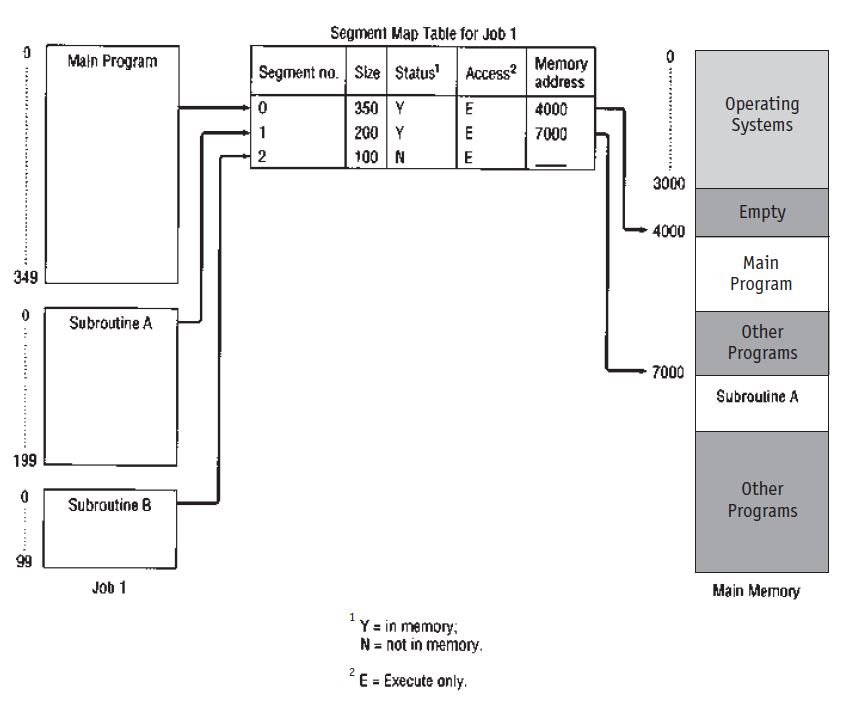 Segment Map Table for Job 1
Segment no. Size Status¹ Access² Memory address
0 350 Y E 4000
1 200 Y E 7000
2 100 N E
0
Main Program
349
0
Subroutine A
199
0
Subroutine B
99
Job 1
0
Operating
Systems
3000
Empty
4000
Main
Program
Other
Programs
7000
Subroutine A
Other
Programs
Main Memory
¹ Y = in memory;
N = not in memory.
² E = Execute only.